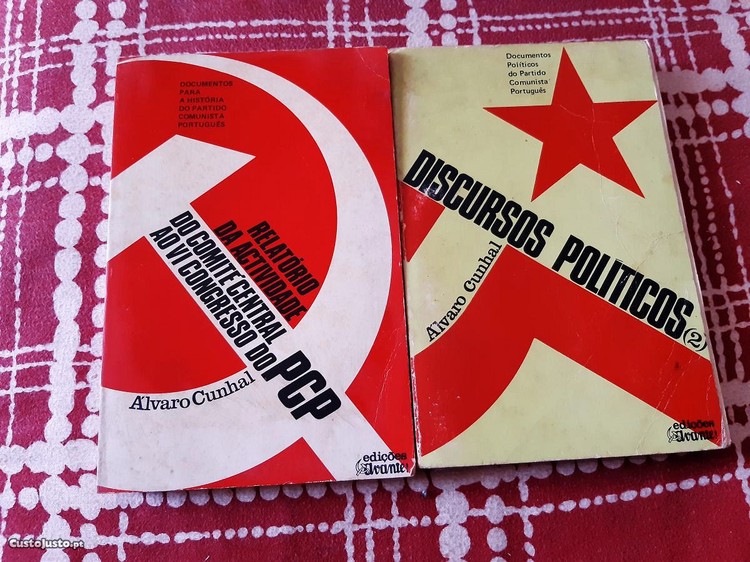 DOCUMENTOS
PARA
A HISTÓRIA
DO PARTIDO
COMUNISTA
PORTUGUÊS
RELATÓRIO
DA ACTIVIDADE
DO COMITÉ CENTRAL
AO VI CONGRESSO DO
PCP
Álvaro Cunhal
edições
Avante!
Documentos
Políticos
do Partido
Comunista
Português
DISCURSOS POLÍTICOS (2)
Álvaro Cunhal
edições
Avante!
CustoJusto.pt